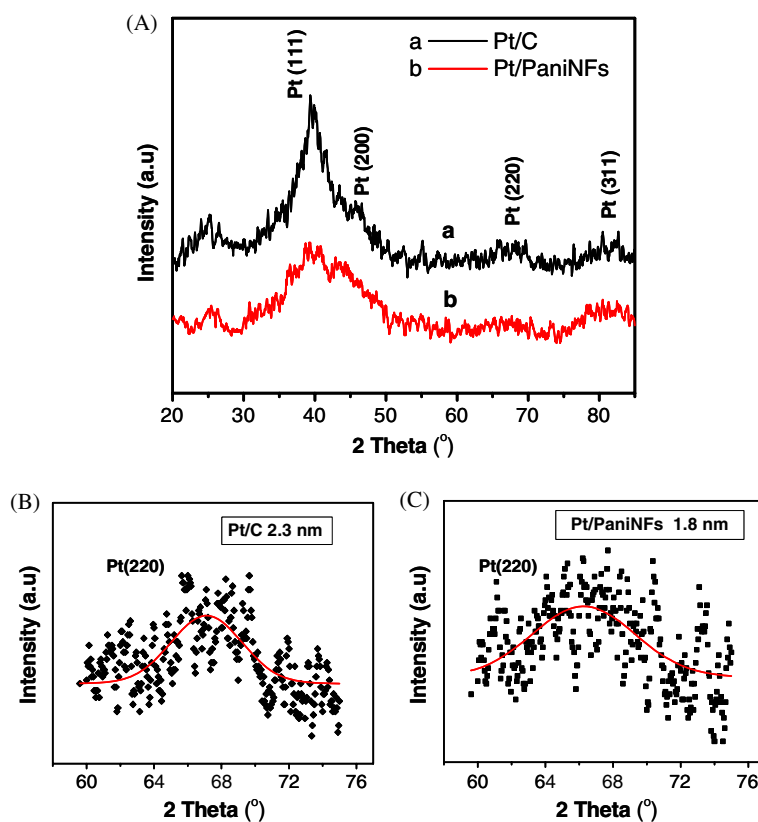 (A)
a Pt/C
b Pt/PaniNFs
Pt (111)
Pt (200)
Pt (220)
Pt (311)
a
b
Intensity (a.u)
20 30 40 50 60 70 80
2 Theta (°)
(B)
Pt/C 2.3 nm
Pt(220)
Intensity (a.u)
60 64 68 72 76
2 Theta (°)
(C)
Pt/PaniNFs 1.8 nm
Pt(220)
Intensity (a.u)
60 64 68 72 76
2 Theta (°)